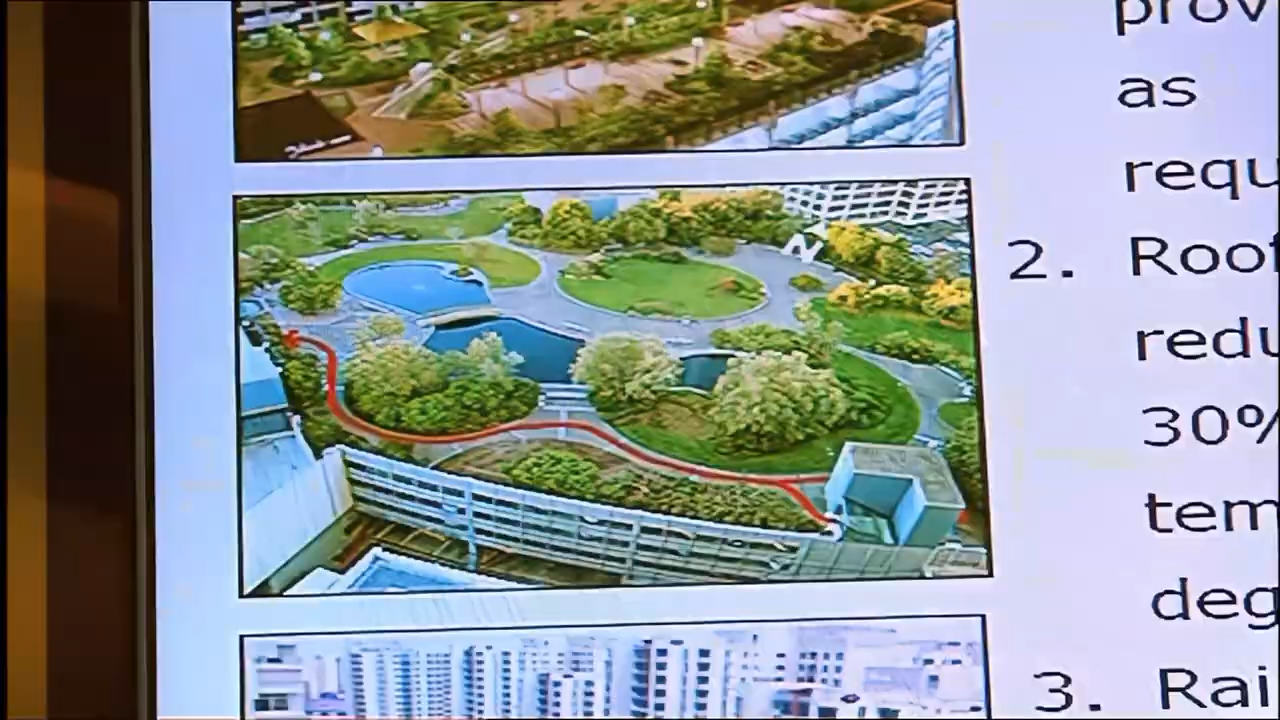 prov
as
requ
2. Roof
redu
30%
tem
deg
3. Rai